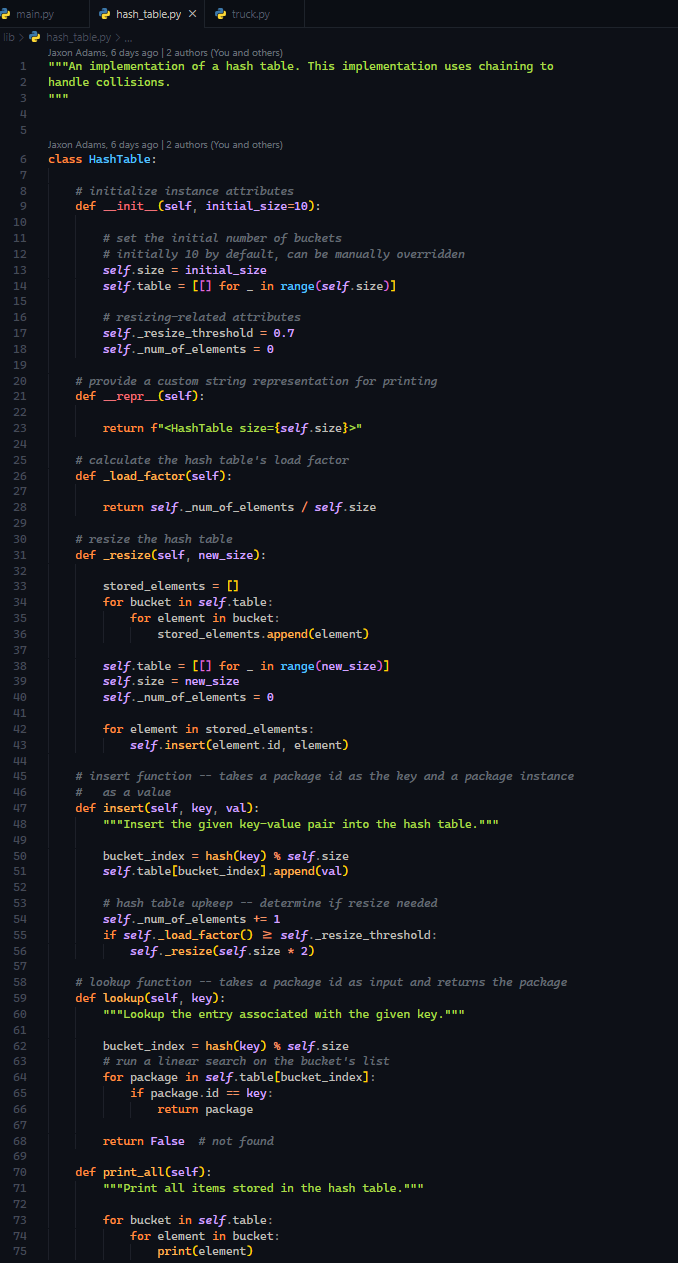 main.py hash_table.py × truck.py
lib > hash_table.py > ...
Jaxon Adams, 6 days ago | 2 authors (You and others)
1 """An implementation of a hash table. This implementation uses chaining to
2 handle collisions.
3 """
4
5
Jaxon Adams, 6 days ago | 2 authors (You and others)
6 class HashTable:
7
8     # initialize instance attributes
9     def __init__(self, initial_size=10):
10
11         # set the initial number of buckets
12         # initially 10 by default, can be manually overridden
13         self.size = initial_size
14         self.table = [[] for _ in range(self.size)]
15
16         # resizing-related attributes
17         self._resize_threshold = 0.7
18         self._num_of_elements = 0
19
20     # provide a custom string representation for printing
21     def __repr__(self):
22
23         return f"<HashTable size={self.size}>"
24
25     # calculate the hash table's load factor
26     def _load_factor(self):
27
28         return self._num_of_elements / self.size
29
30     # resize the hash table
31     def _resize(self, new_size):
32
33         stored_elements = []
34         for bucket in self.table:
35             for element in bucket:
36                 stored_elements.append(element)
37
38         self.table = [[] for _ in range(new_size)]
39         self.size = new_size
40         self._num_of_elements = 0
41
42         for element in stored_elements:
43             self.insert(element.id, element)
44
45     # insert function -- takes a package id as the key and a package instance
46     #   as a value
47     def insert(self, key, val):
48         """Insert the given key-value pair into the hash table."""
49
50         bucket_index = hash(key) % self.size
51         self.table[bucket_index].append(val)
52
53         # hash table upkeep -- determine if resize needed
54         self._num_of_elements += 1
55         if self._load_factor() ≥ self._resize_threshold:
56             self._resize(self.size * 2)
57
58     # lookup function -- takes a package id as input and returns the package
59     def lookup(self, key):
60         """Lookup the entry associated with the given key."""
61
62         bucket_index = hash(key) % self.size
63         # run a linear search on the bucket's list
64         for package in self.table[bucket_index]:
65             if package.id == key:
66                 return package
67
68         return False  # not found
69
70     def print_all(self):
71         """Print all items stored in the hash table."""
72
73         for bucket in self.table:
74             for element in bucket:
75                 print(element)